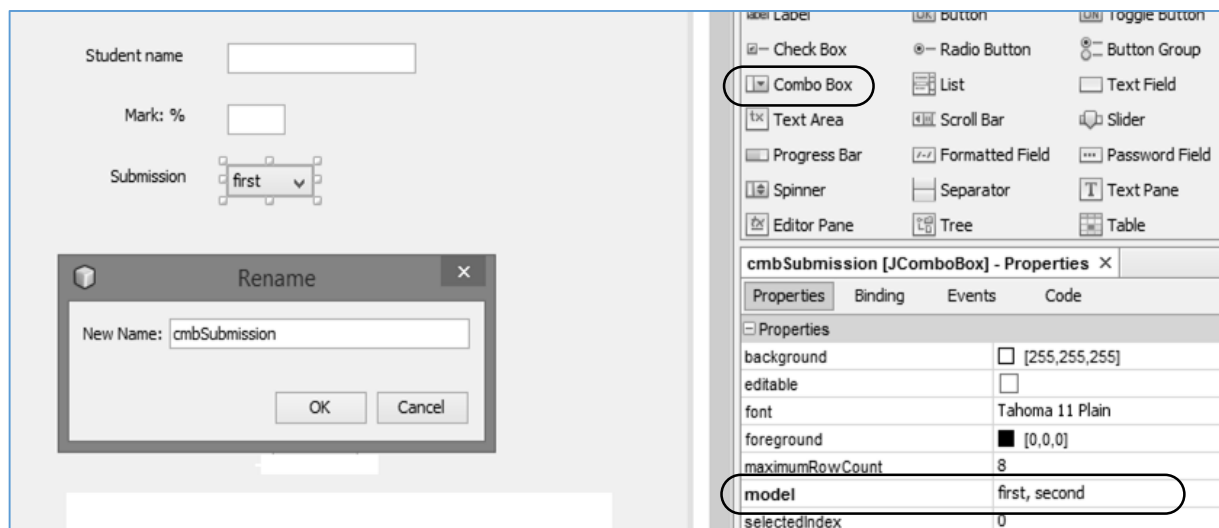 Student name
Mark: %
Submission
first
Rename
New Name: cmbSubmission
OK Cancel
label Label OK Button ON Toggle Button
Check Box Radio Button Button Group
Combo Box List Text Field
Text Area Scroll Bar Slider
Progress Bar Formatted Field Password Field
Spinner Separator T Text Pane
Editor Pane Tree Table
cmbSubmission [JComboBox] - Properties ×
Properties Binding Events Code
Properties
background [255,255,255]
editable
font Tahoma 11 Plain
foreground [0,0,0]
maximumRowCount 8
model first, second
selectedIndex 0